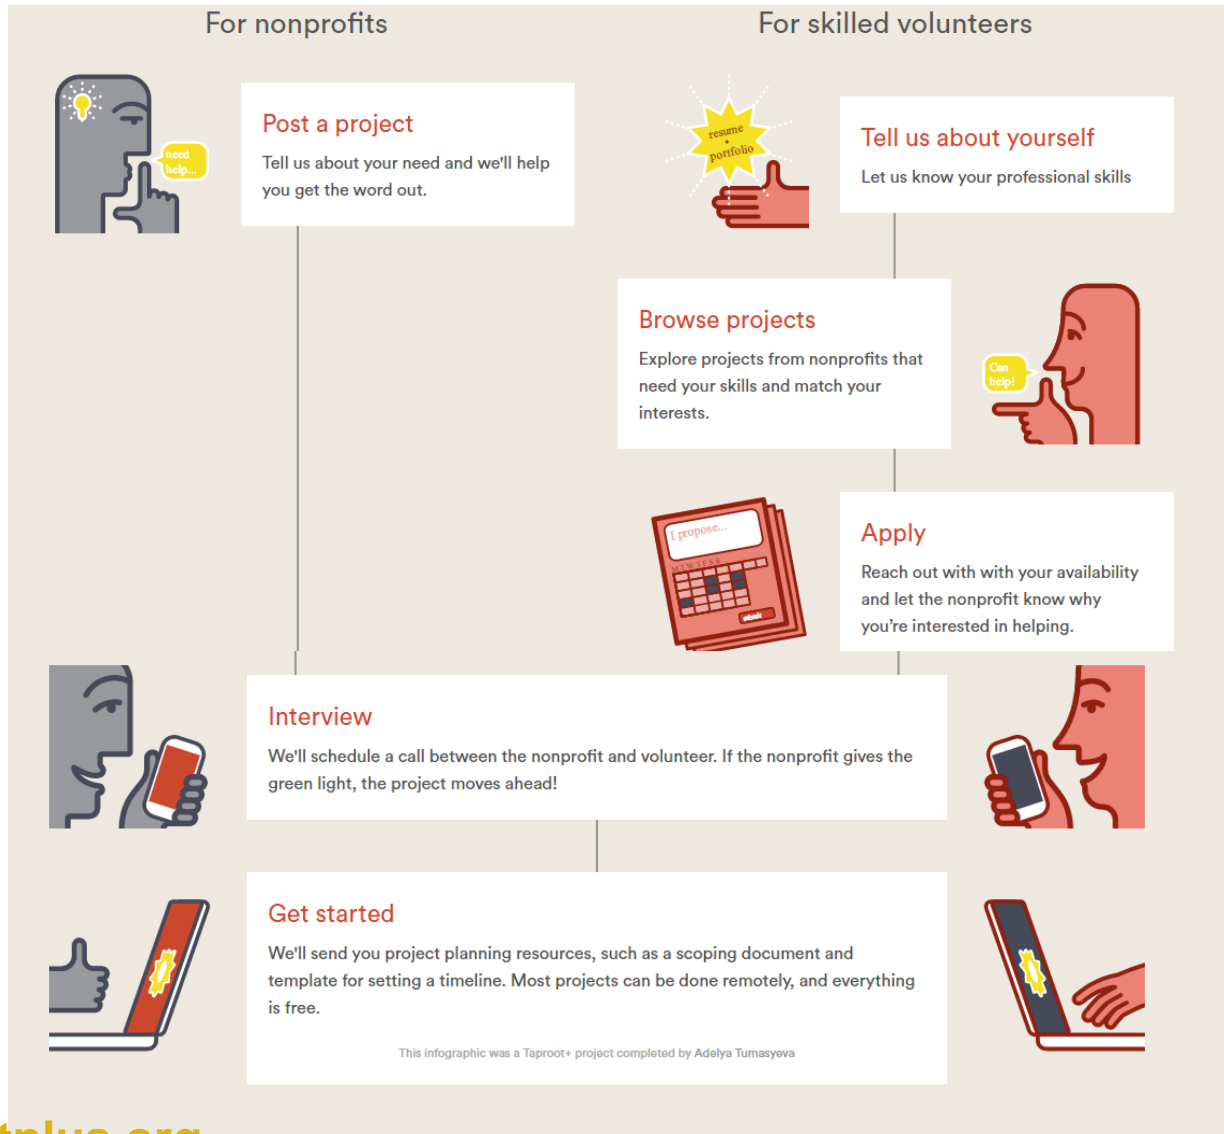 For nonprofits
For skilled volunteers
need
help...
Post a project
Tell us about your need and we'll help
you get the word out.
resume
•
portfolio
Tell us about yourself
Let us know your professional skills
Browse projects
Explore projects from nonprofits that
need your skills and match your
interests.
Can
help!
I propose...
M T W T F S S
Apply
Reach out with with your availability
and let the nonprofit know why
you're interested in helping.
Interview
We'll schedule a call between the nonprofit and volunteer. If the nonprofit gives the
green light, the project moves ahead!
Get started
We'll send you project planning resources, such as a scoping document and
template for setting a timeline. Most projects can be done remotely, and everything
is free.
This infographic was a Taproot+ project completed by Adelya Tumasyeva